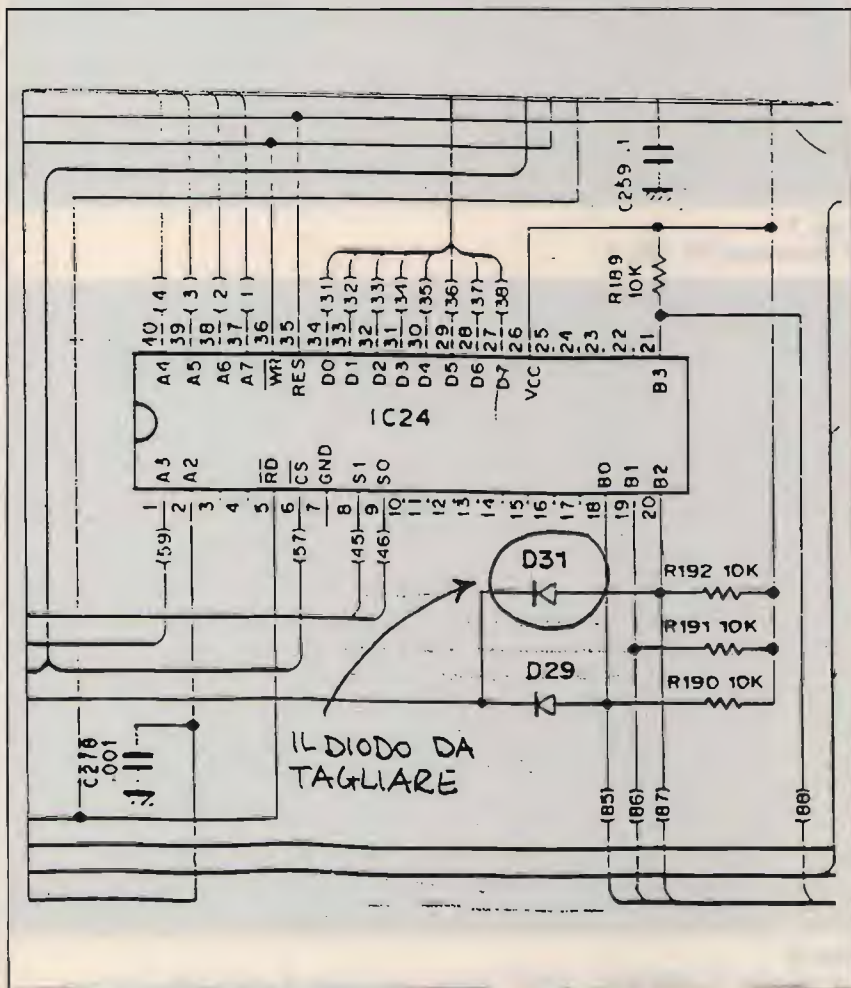 C259 .1
R189
10K
(4)
(3)
(2)
(1)
(31)
(32)
(33)
(34)
(35)
(36)
(37)
(38)
40 39 38 37 36 35 34 33 32 31 30 29 28 27 26 25 24 23 22 21
A4 A5 A6 A7 WR RES D0 D1 D2 D3 D4 D5 D6 D7 VCC B3
IC24
A3 A2 RD CS GND S1 S0 B0 B1 B2
1 2 3 4 5 6 7 8 9 10 11 12 13 14 15 16 17 18 19 20
(59)
(57)
(45)
(46)
D31
R192 10K
R191 10K
D29
R190 10K
C278
.001
IL DIODO DA
TAGLIARE
(85)
(86)
(87)
(88)